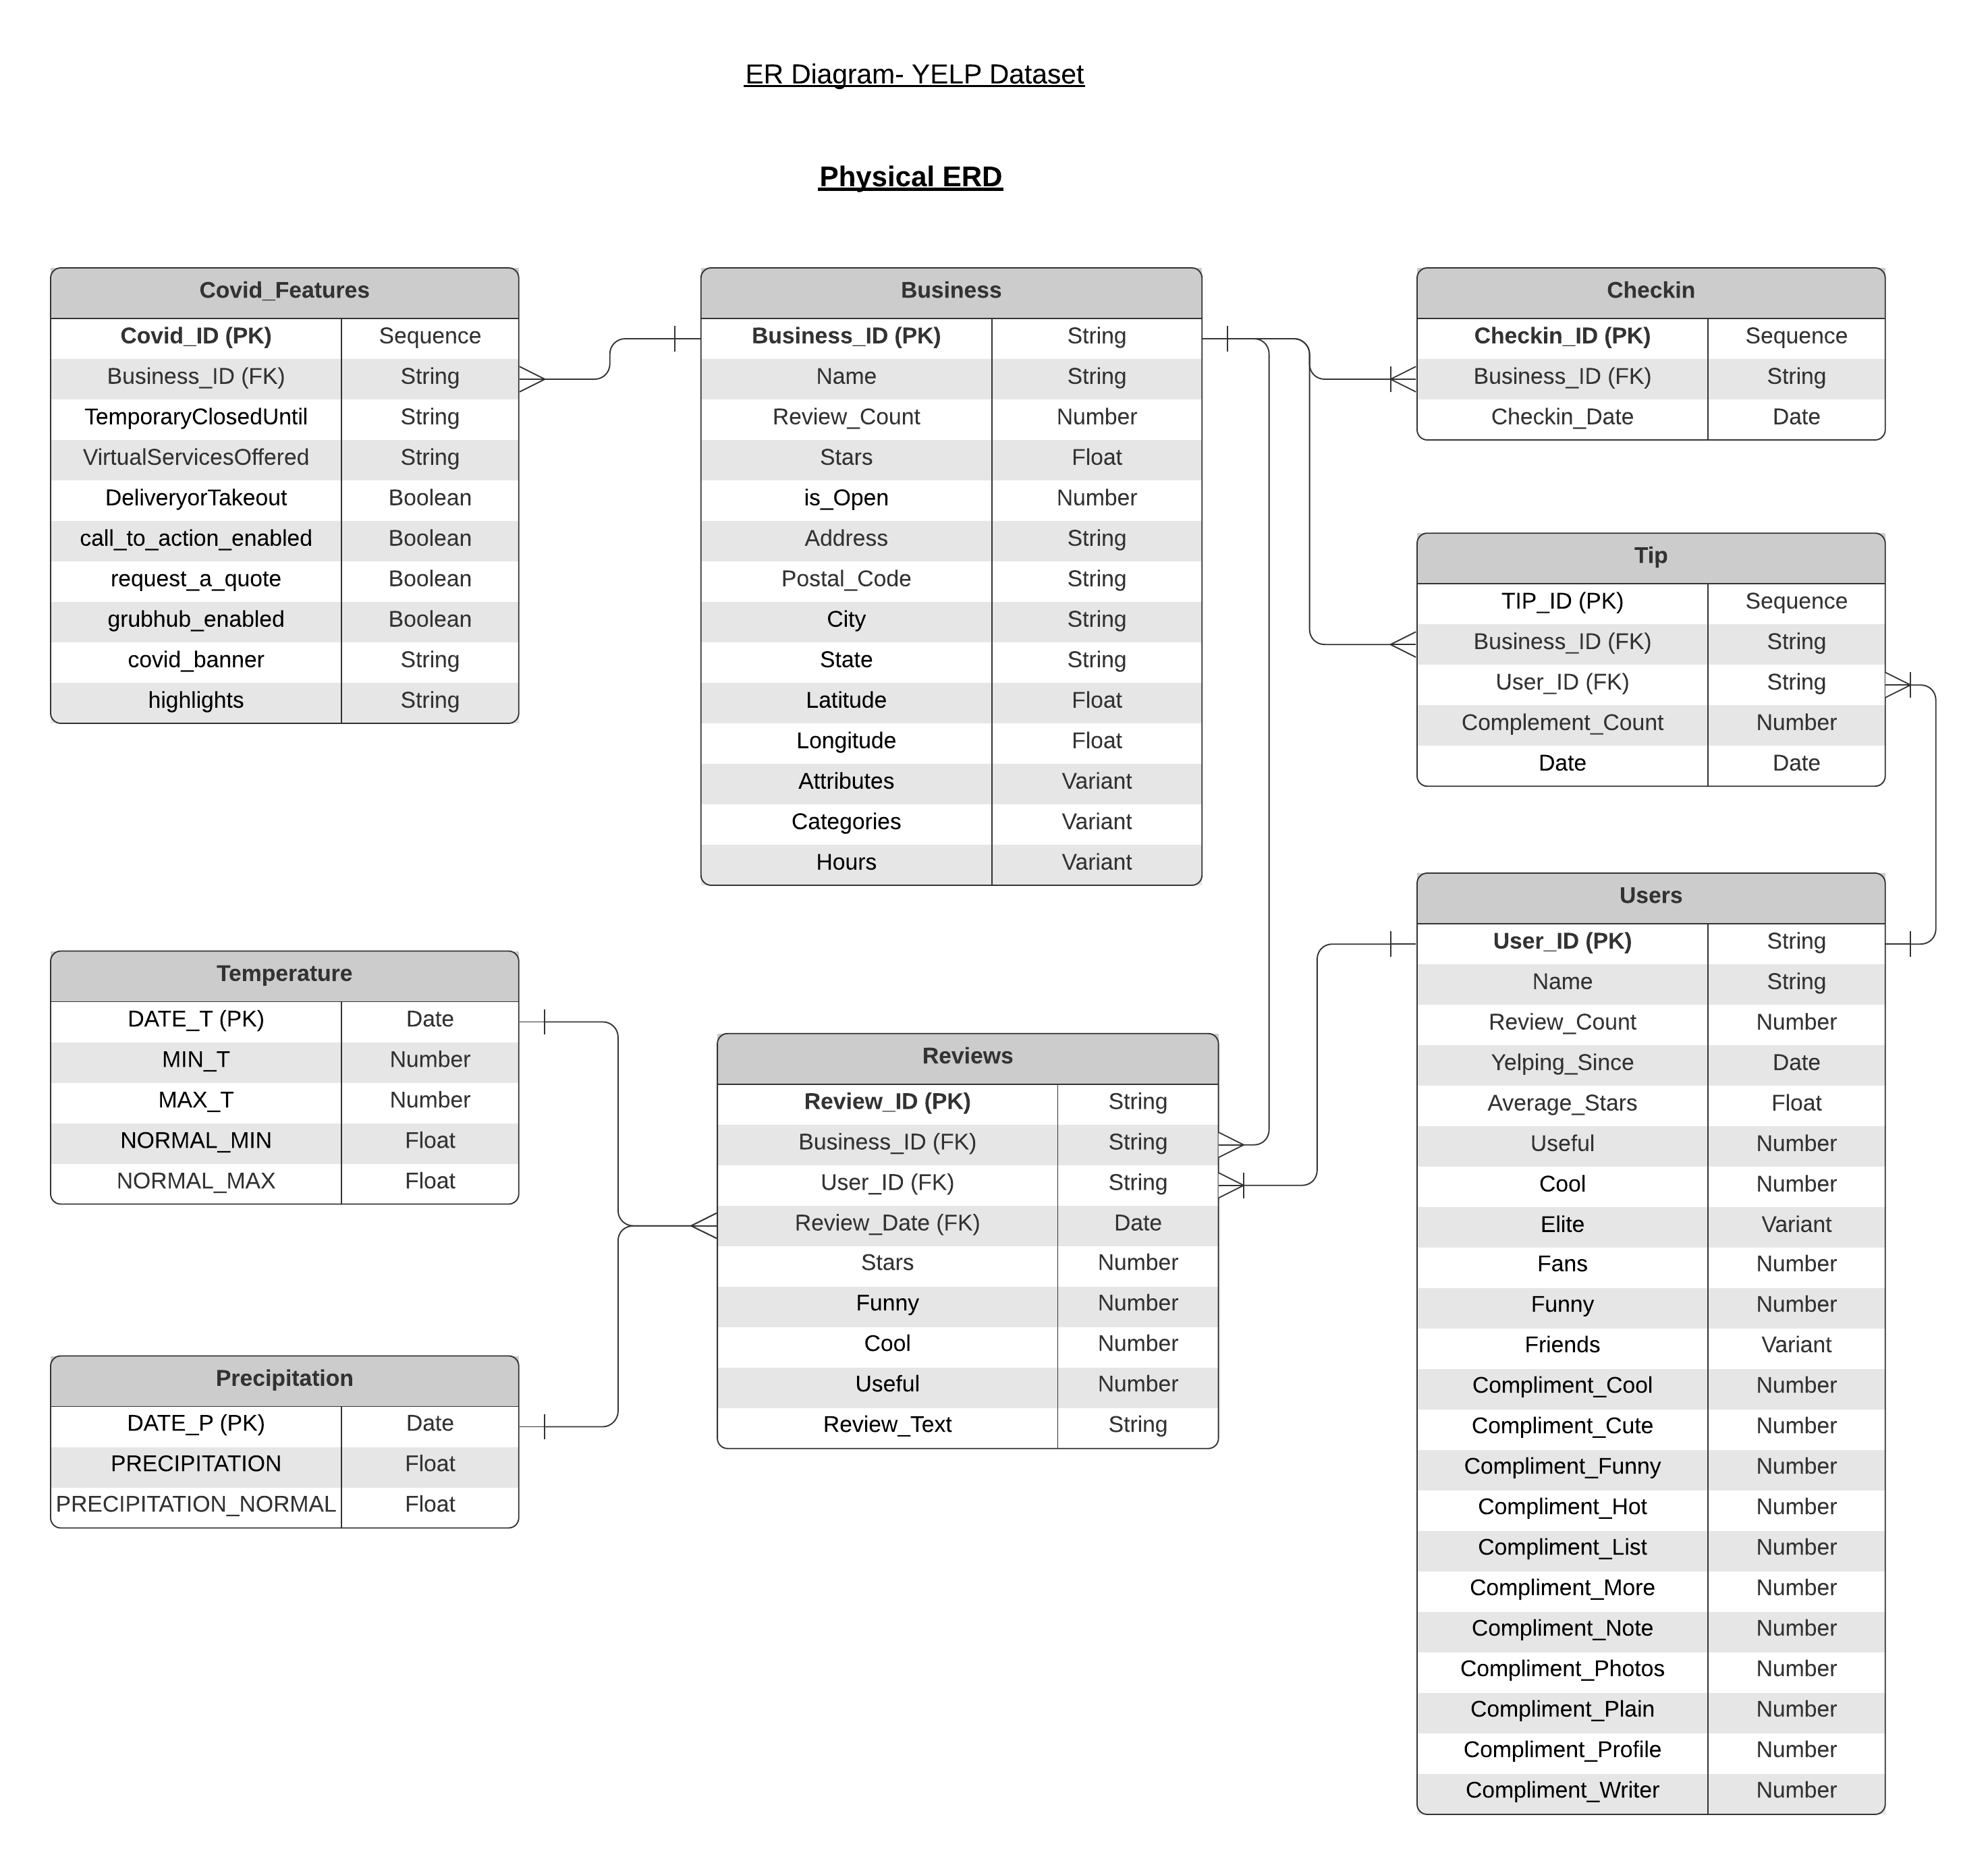 ER Diagram- YELP Dataset
Physical ERD
Covid_Features
Covid_ID (PK) Sequence
Business_ID (FK) String
TemporaryClosedUntil String
VirtualServicesOffered String
DeliveryorTakeout Boolean
call_to_action_enabled Boolean
request_a_quote Boolean
grubhub_enabled Boolean
covid_banner String
highlights String
Business
Business_ID (PK) String
Name String
Review_Count Number
Stars Float
is_Open Number
Address String
Postal_Code String
City String
State String
Latitude Float
Longitude Float
Attributes Variant
Categories Variant
Hours Variant
Checkin
Checkin_ID (PK) Sequence
Business_ID (FK) String
Checkin_Date Date
Tip
TIP_ID (PK) Sequence
Business_ID (FK) String
User_ID (FK) String
Complement_Count Number
Date Date
Temperature
DATE_T (PK) Date
MIN_T Number
MAX_T Number
NORMAL_MIN Float
NORMAL_MAX Float
Precipitation
DATE_P (PK) Date
PRECIPITATION Float
PRECIPITATION_NORMAL Float
Reviews
Review_ID (PK) String
Business_ID (FK) String
User_ID (FK) String
Review_Date (FK) Date
Stars Number
Funny Number
Cool Number
Useful Number
Review_Text String
Users
User_ID (PK) String
Name String
Review_Count Number
Yelping_Since Date
Average_Stars Float
Useful Number
Cool Number
Elite Variant
Fans Number
Funny Number
Friends Variant
Compliment_Cool Number
Compliment_Cute Number
Compliment_Funny Number
Compliment_Hot Number
Compliment_List Number
Compliment_More Number
Compliment_Note Number
Compliment_Photos Number
Compliment_Plain Number
Compliment_Profile Number
Compliment_Writer Number